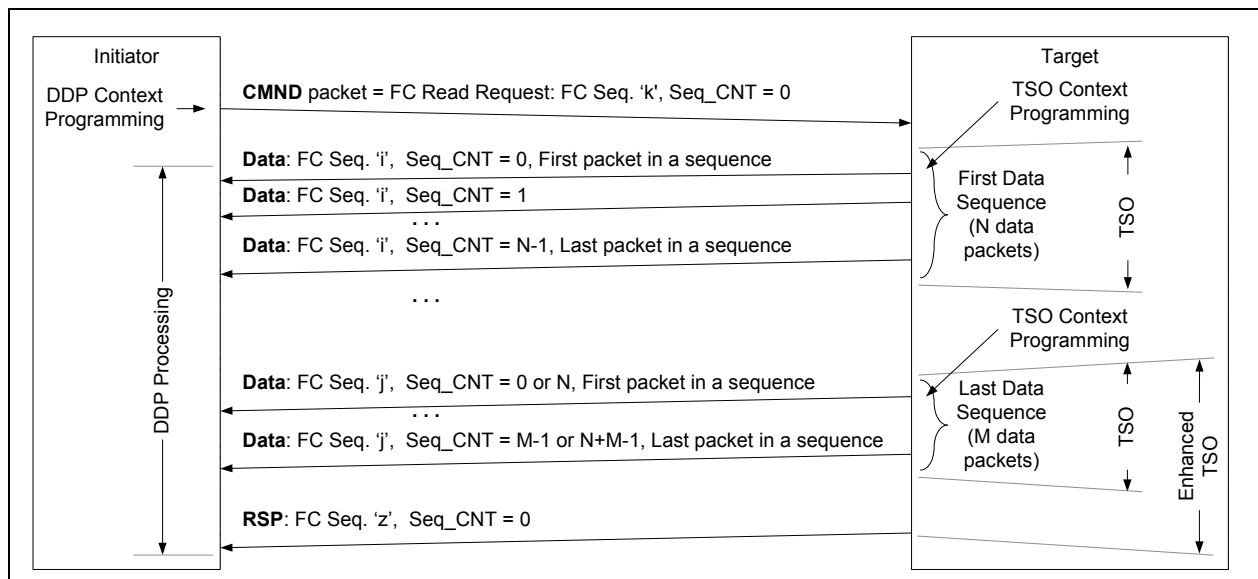 Initiator
Target
DDP Context
Programming
CMND packet = FC Read Request: FC Seq. ‘k’, Seq_CNT = 0
TSO Context
Programming
Data: FC Seq. ‘i’, Seq_CNT = 0, First packet in a sequence
Data: FC Seq. ‘i’, Seq_CNT = 1
. . .
Data: FC Seq. ‘i’, Seq_CNT = N-1, Last packet in a sequence
. . .
First Data
Sequence
(N data
packets)
TSO
DDP Processing
TSO Context
Programming
Data: FC Seq. ‘j’, Seq_CNT = 0 or N, First packet in a sequence
. . .
Data: FC Seq. ‘j’, Seq_CNT = M-1 or N+M-1, Last packet in a sequence
Last Data
Sequence
(M data
packets)
TSO
Enhanced
TSO
RSP: FC Seq. ‘z’, Seq_CNT = 0